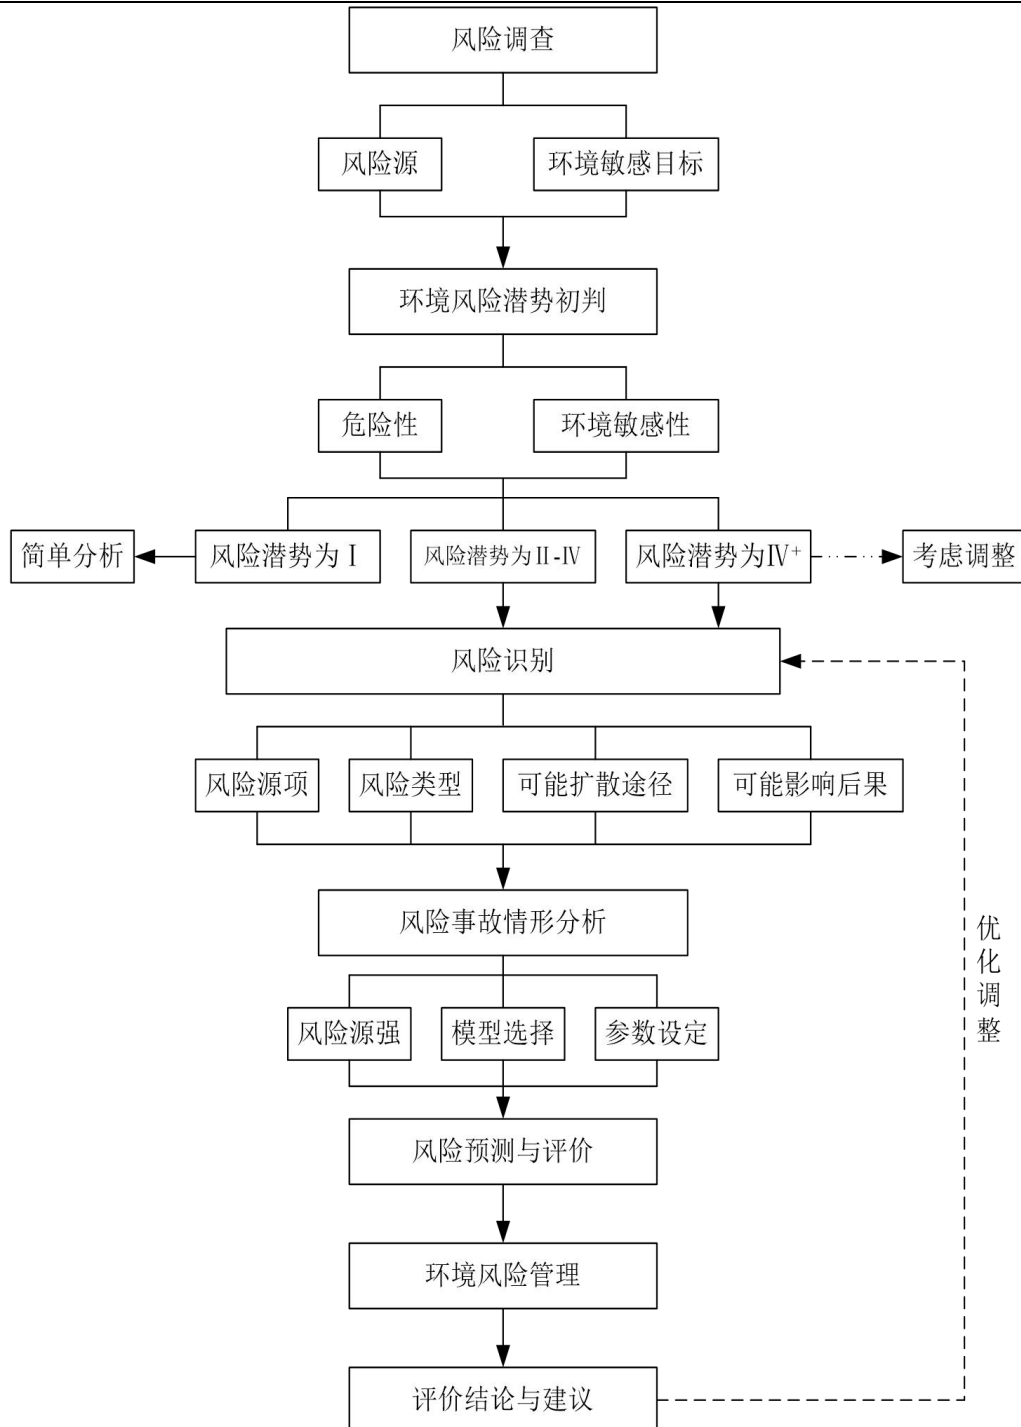 风险调查
风险源
环境敏感目标
环境风险潜势初判
危险性
环境敏感性
简单分析
风险潜势为Ⅰ
风险潜势为Ⅱ-Ⅳ
风险潜势为Ⅳ+
考虑调整
风险识别
风险源项
风险类型
可能扩散途径
可能影响后果
风险事故情形分析
风险源强
模型选择
参数设定
优化调整
风险预测与评价
环境风险管理
评价结论与建议